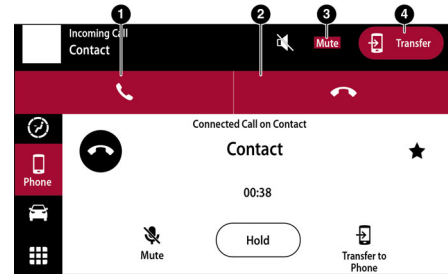 1 2 3 4
Incoming Call
Contact
Mute
Transfer
Connected Call on Contact
Contact
00:38
Phone
Mute
Hold
Transfer to
Phone